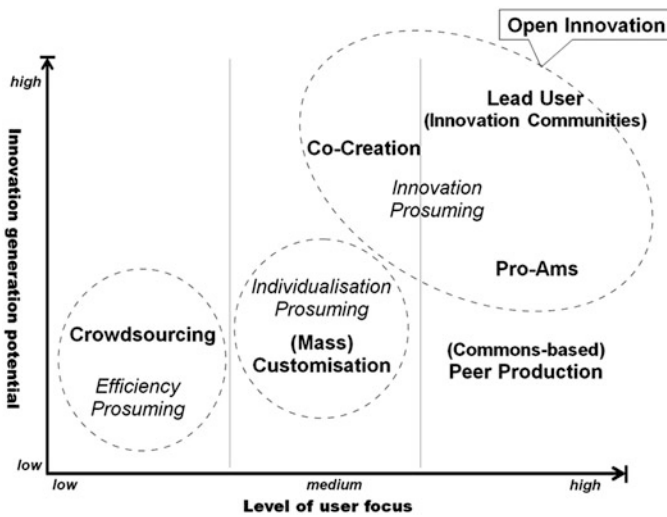 Open Innovation
high
Lead User
(Innovation Communities)
Co-Creation
Innovation
Prosuming
Pro-Ams
Individualisation
Prosuming
(Mass)
Customisation
Crowdsourcing
Efficiency
Prosuming
(Commons-based)
Peer Production
Innovation generation potential
low
low
medium
high
Level of user focus